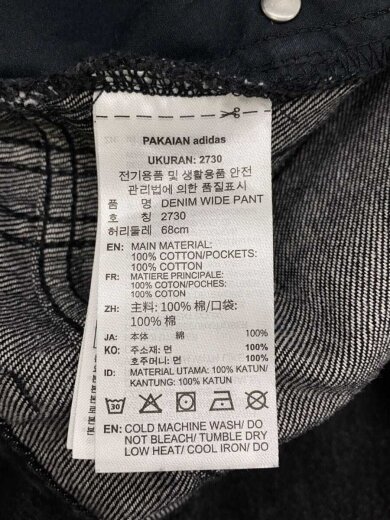 PAKAIAN adidas
UKURAN: 2730
전기용품 및 생활용품 안전
관리법에 의한 품질표시
품 명 DENIM WIDE PANT
호 칭 2730
허리둘레 68cm
EN: MAIN MATERIAL:
100% COTTON/POCKETS:
100% COTTON
FR: MATIERE PRINCIPALE:
100% COTON/POCHES:
100% COTON
ZH: 主料: 100% 棉/口袋:
100% 棉
JA: 本体 綿 100%
KO: 주소재: 면 100%
호주머니: 면 100%
ID: MATERIAL UTAMA: 100% KATUN/
KANTUNG: 100% KATUN
30
EN: COLD MACHINE WASH/ DO
NOT BLEACH/ TUMBLE DRY
LOW HEAT/ COOL IRON/ DO